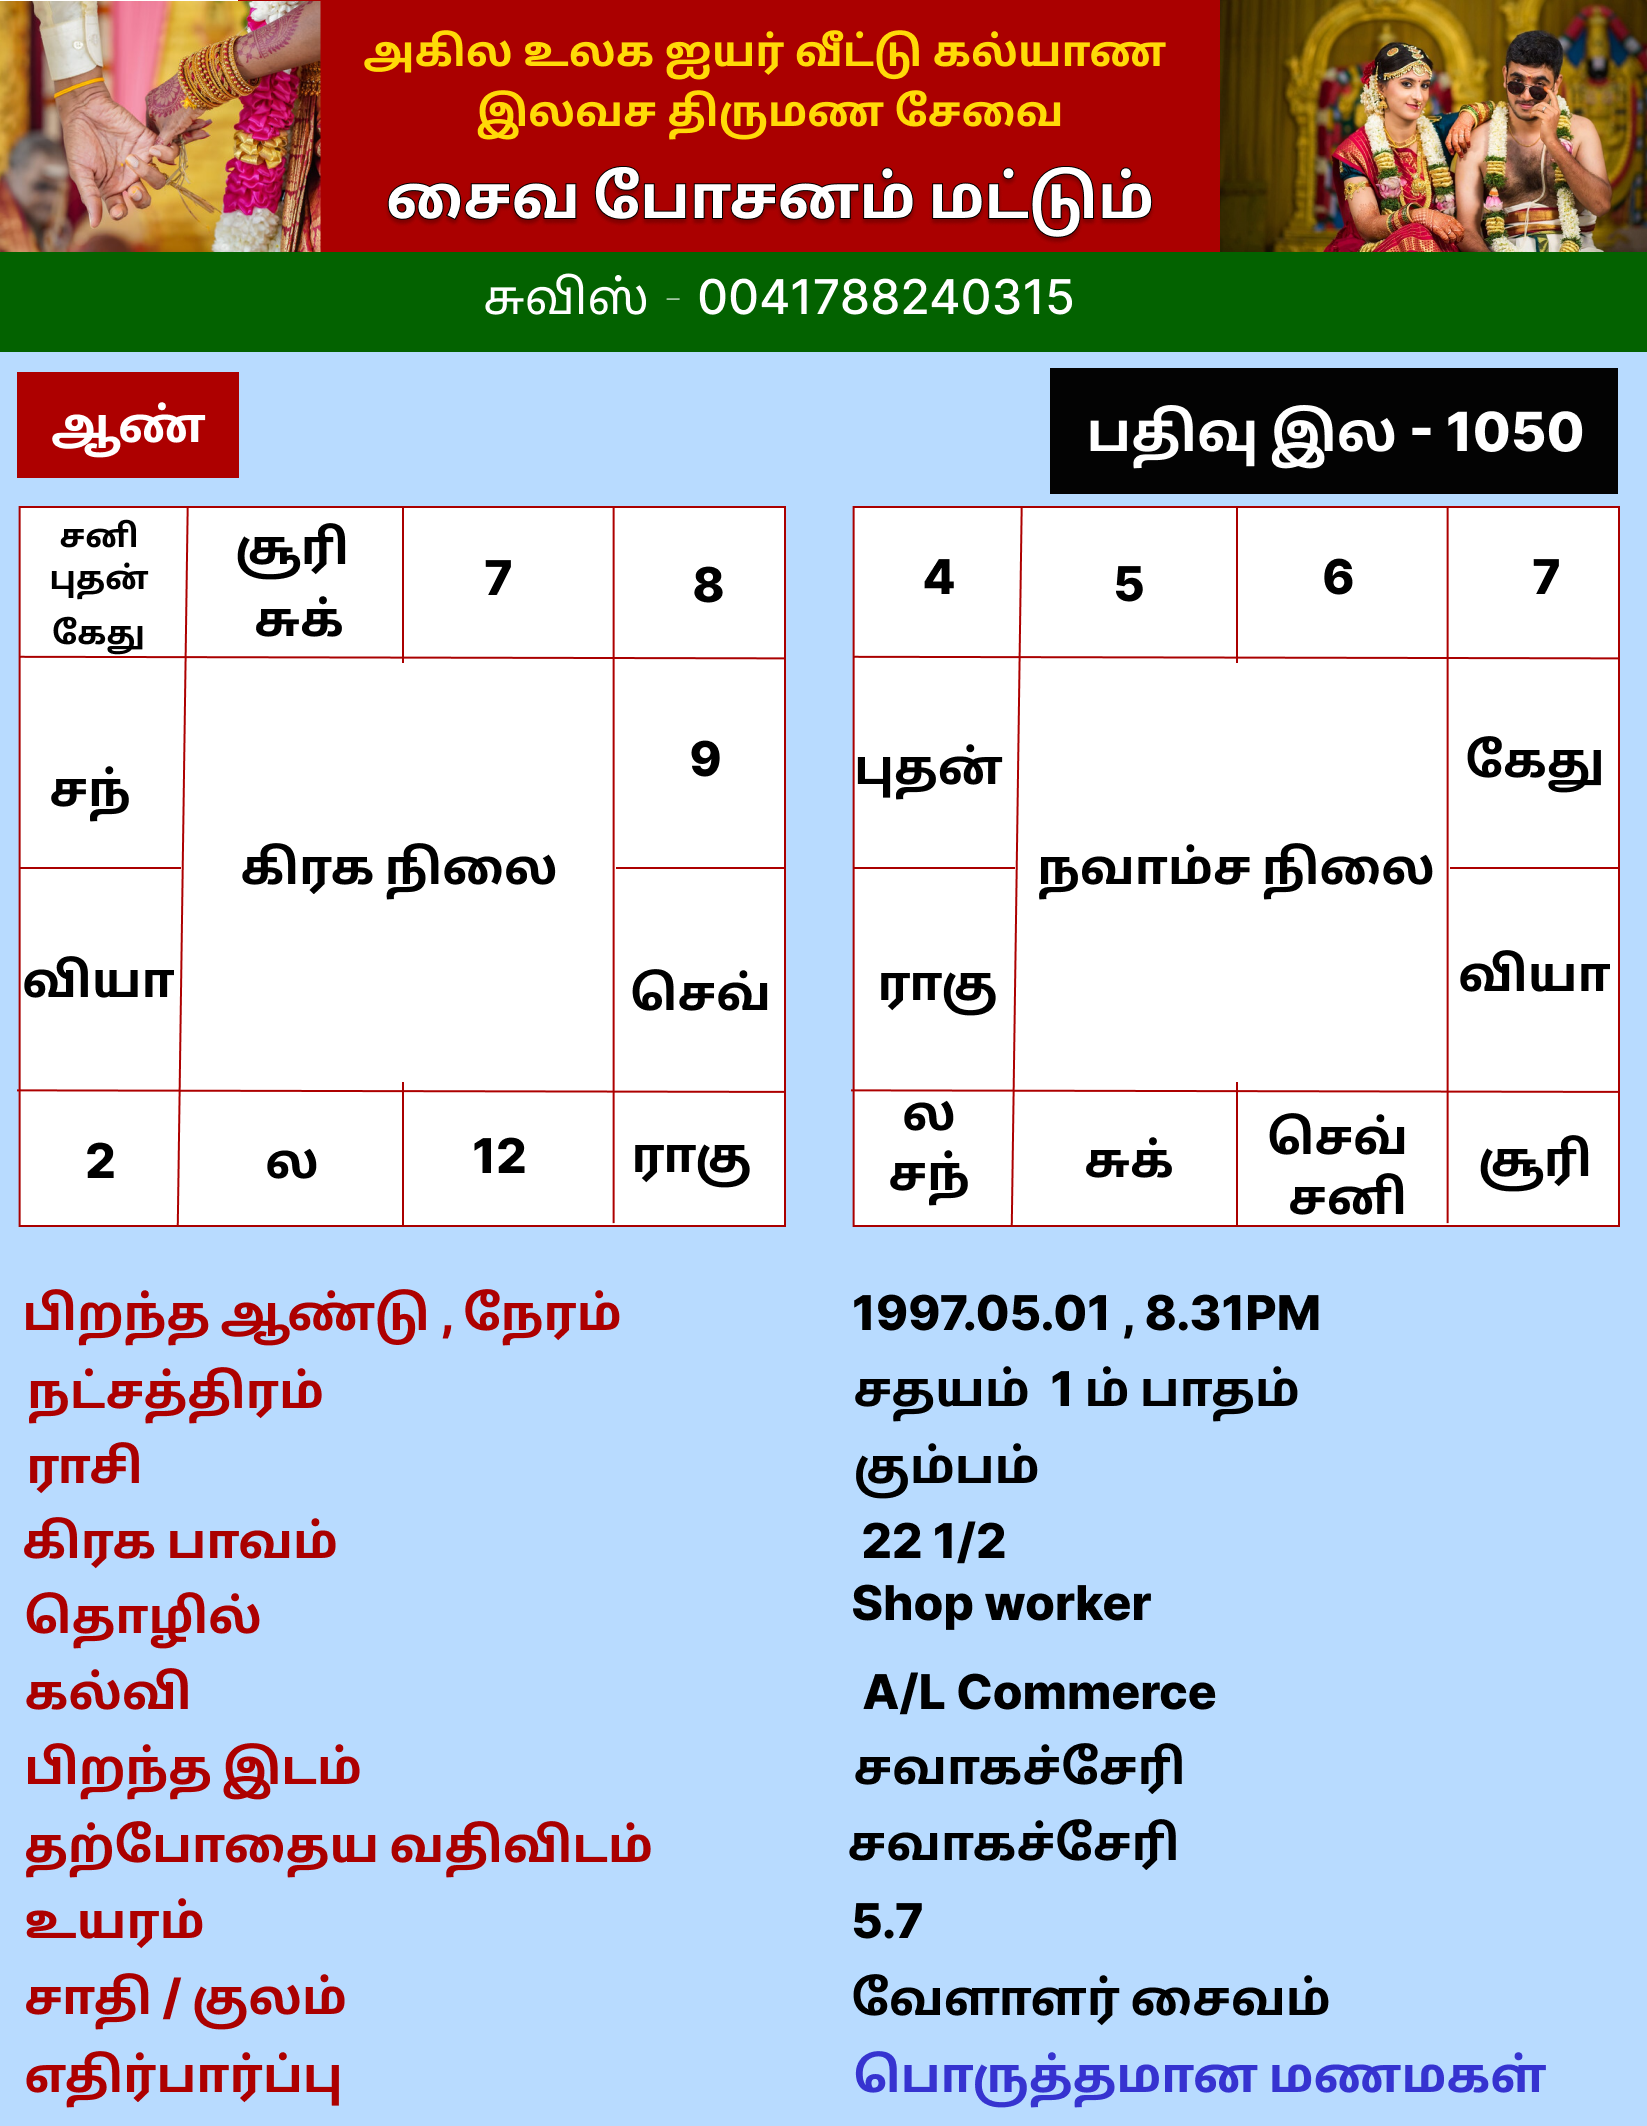 அகில உலக ஐயர் வீட்டு கல்யாண
இலவச திருமண சேவை
சைவ போசனம் மட்டும்
சுவிஸ் - 0041788240315
ஆண்
பதிவு இல - 1050
சனி
புதன்
கேது
சூரி
சுக்
7
8
சந்
9
கிரக நிலை
வியா
செவ்
2
ல
12
ராகு
4
5
6
7
புதன்
கேது
நவாம்ச நிலை
ராகு
வியா
ல
சந்
சுக்
செவ்
சனி
சூரி
பிறந்த ஆண்டு , நேரம் 1997.05.01 , 8.31PM
நட்சத்திரம் சதயம் 1 ம் பாதம்
ராசி கும்பம்
கிரக பாவம் 22 1/2
தொழில் Shop worker
கல்வி A/L Commerce
பிறந்த இடம் சவாகச்சேரி
தற்போதைய வதிவிடம் சவாகச்சேரி
உயரம் 5.7
சாதி / குலம் வேளாளர் சைவம்
எதிர்பார்ப்பு பொருத்தமான மணமகள்